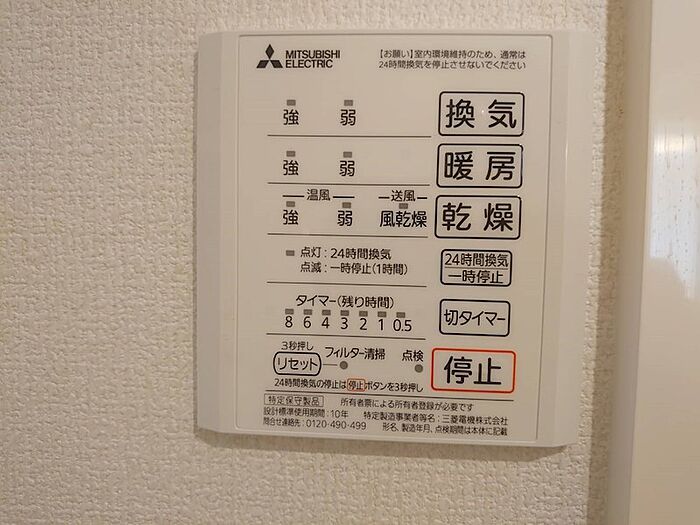 MITSUBISHI
ELECTRIC
【お願い】室内環境維持のため、通常は
24時間換気を停止させないでください
強 弱 換気
強 弱 暖房
温風 送風
強 弱 風乾燥 乾燥
点灯:24時間換気
点滅:一時停止(1時間)
24時間換気
一時停止
タイマー(残り時間)
8 6 4 3 2 1 0.5
切タイマー
3秒押し
リセット フィルター清掃 点検
停止
24時間換気の停止は停止ボタンを3秒押し
特定保守製品 所有者票による所有者登録が必要です
設計標準使用期間:10年 特定製造事業者等名:三菱電機株式会社
問合せ連絡先:0120-490-499 形名、製造年月、点検期間は本体に記載